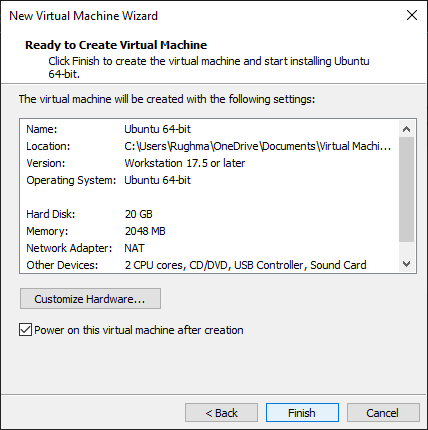 New Virtual Machine Wizard
Ready to Create Virtual Machine
Click Finish to create the virtual machine and start installing Ubuntu
64-bit.
The virtual machine will be created with the following settings:
Name: Ubuntu 64-bit
Location: C:\Users\Rughma\OneDrive\Documents\Virtual Machi...
Version: Workstation 17.5 or later
Operating System: Ubuntu 64-bit
Hard Disk: 20 GB
Memory: 2048 MB
Network Adapter: NAT
Other Devices: 2 CPU cores, CD/DVD, USB Controller, Sound Card
Customize Hardware...
Power on this virtual machine after creation
< Back Finish Cancel